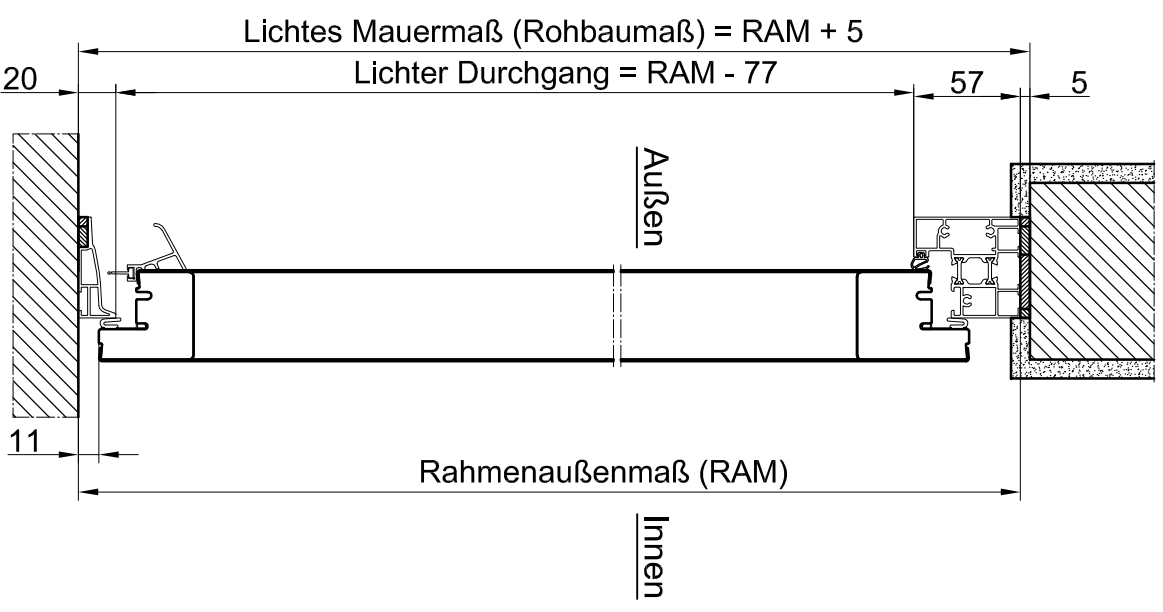 Lichtes Mauermaß (Rohbaumaß) = RAM + 5
20
Lichter Durchgang = RAM - 77
57
5
Außen
11
Rahmenaußenmaß (RAM)
Innen